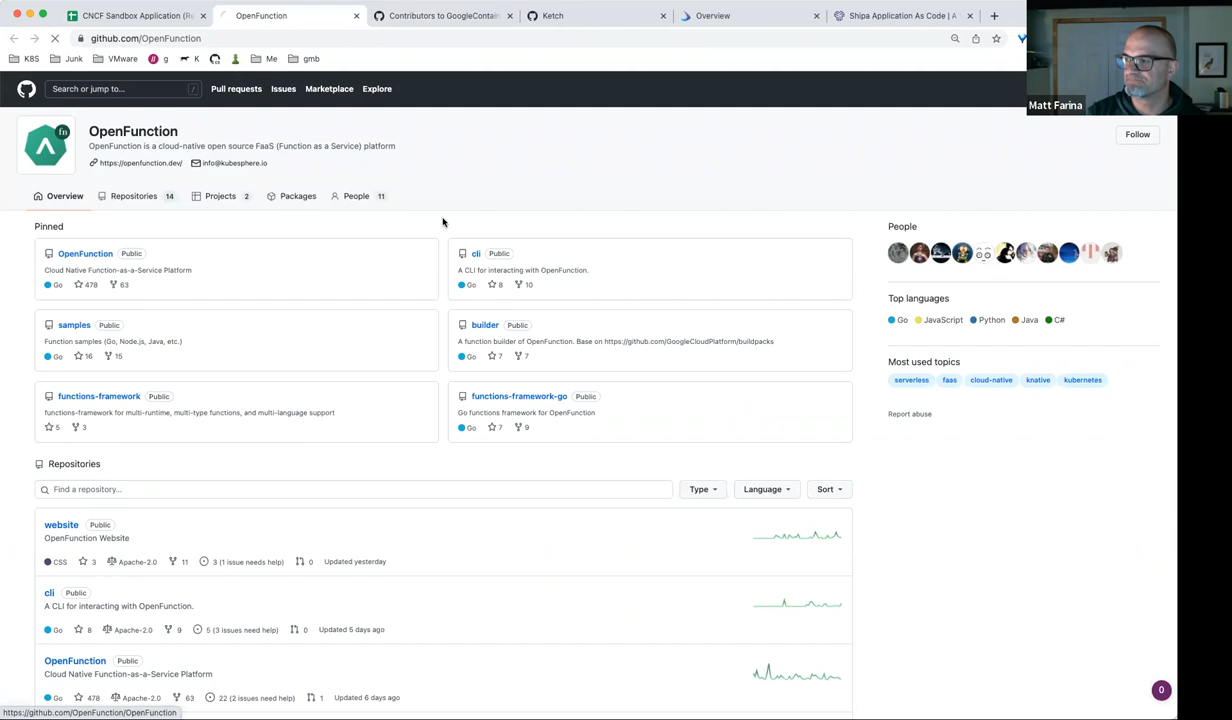 CNCF Sandbox Application (Re
OpenFunction
Contributors to GoogleContain
Ketch
Overview
Shipa Application As Code | A
github.com/OpenFunction
K8S
Junk
VMware
g
K
Me
gmb
Matt Farina
Search or jump to...
/
Pull requests
Issues
Marketplace
Explore
fn
OpenFunction
OpenFunction is a cloud-native open source FaaS (Function as a Service) platform
https://openfunction.dev/
info@kubesphere.io
Follow
Overview
Repositories 14
Projects 2
Packages
People 11
Pinned
OpenFunction Public
Cloud Native Function-as-a-Service Platform
Go 478 63
cli Public
A CLI for interacting with OpenFunction.
Go 8 10
samples Public
Function samples (Go, Node.js, Java, etc.)
Go 16 15
builder Public
A function builder of OpenFunction. Base on https://github.com/GoogleCloudPlatform/buildpacks
Go 7 7
functions-framework Public
functions-framework for multi-runtime, multi-type functions, and multi-language support
5 3
functions-framework-go Public
Go functions framework for OpenFunction
Go 7 9
People
Top languages
Go JavaScript Python Java C#
Most used topics
serverless faas cloud-native knative kubernetes
Report abuse
Repositories
Find a repository...
Type
Language
Sort
website Public
OpenFunction Website
CSS 3 Apache-2.0 11 3 (1 issue needs help) 0 Updated yesterday
cli Public
A CLI for interacting with OpenFunction.
Go 8 Apache-2.0 9 5 (3 issues need help) 0 Updated 5 days ago
OpenFunction Public
Cloud Native Function-as-a-Service Platform
Go 478 Apache-2.0 63 22 (2 issues need help) 1 Updated 6 days ago
0
https://github.com/OpenFunction/OpenFunction